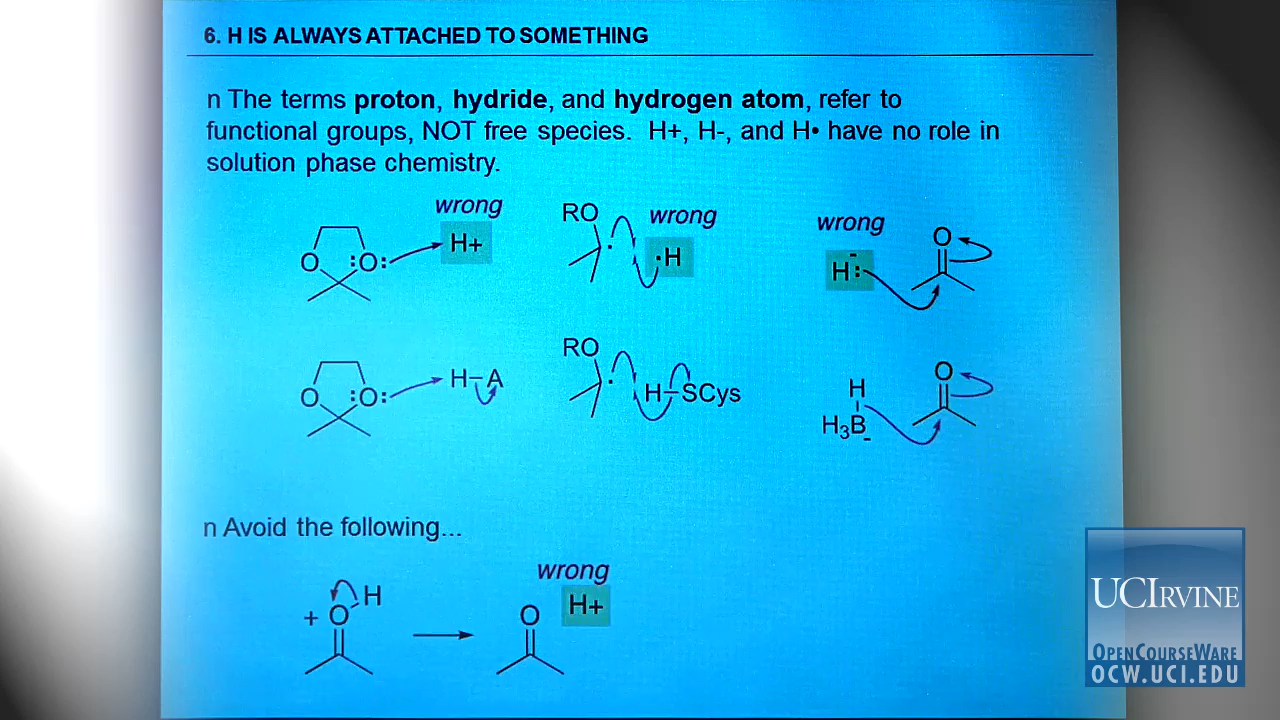 6. H IS ALWAYS ATTACHED TO SOMETHING
n The terms proton, hydride, and hydrogen atom, refer to
functional groups, NOT free species. H+, H-, and H• have no role in
solution phase chemistry.
wrong
H+
O
:O:
RO
wrong
·
·H
wrong
H:-
O
O
:O:
H-A
RO
·
H-SCys
H
H3B-
O
n Avoid the following...
+ O H
O
wrong
H+
UCIRVINE
OPENCOURSEWARE
OCW.UCI.EDU